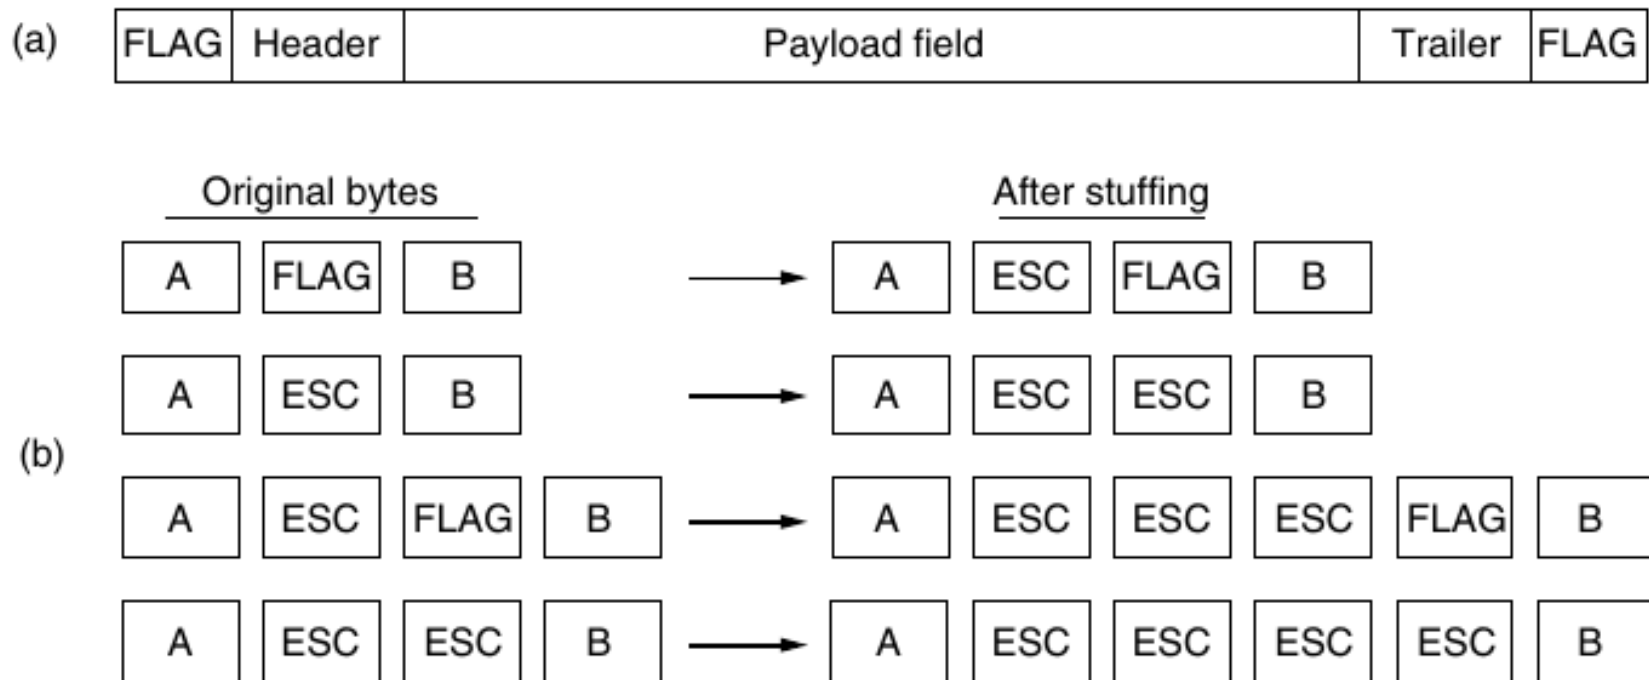 (a) FLAG Header Payload field Trailer FLAG
Original bytes After stuffing
A FLAG B A ESC FLAG B
A ESC B A ESC ESC B
(b)
A ESC FLAG B A ESC ESC ESC FLAG B
A ESC ESC B A ESC ESC ESC ESC B